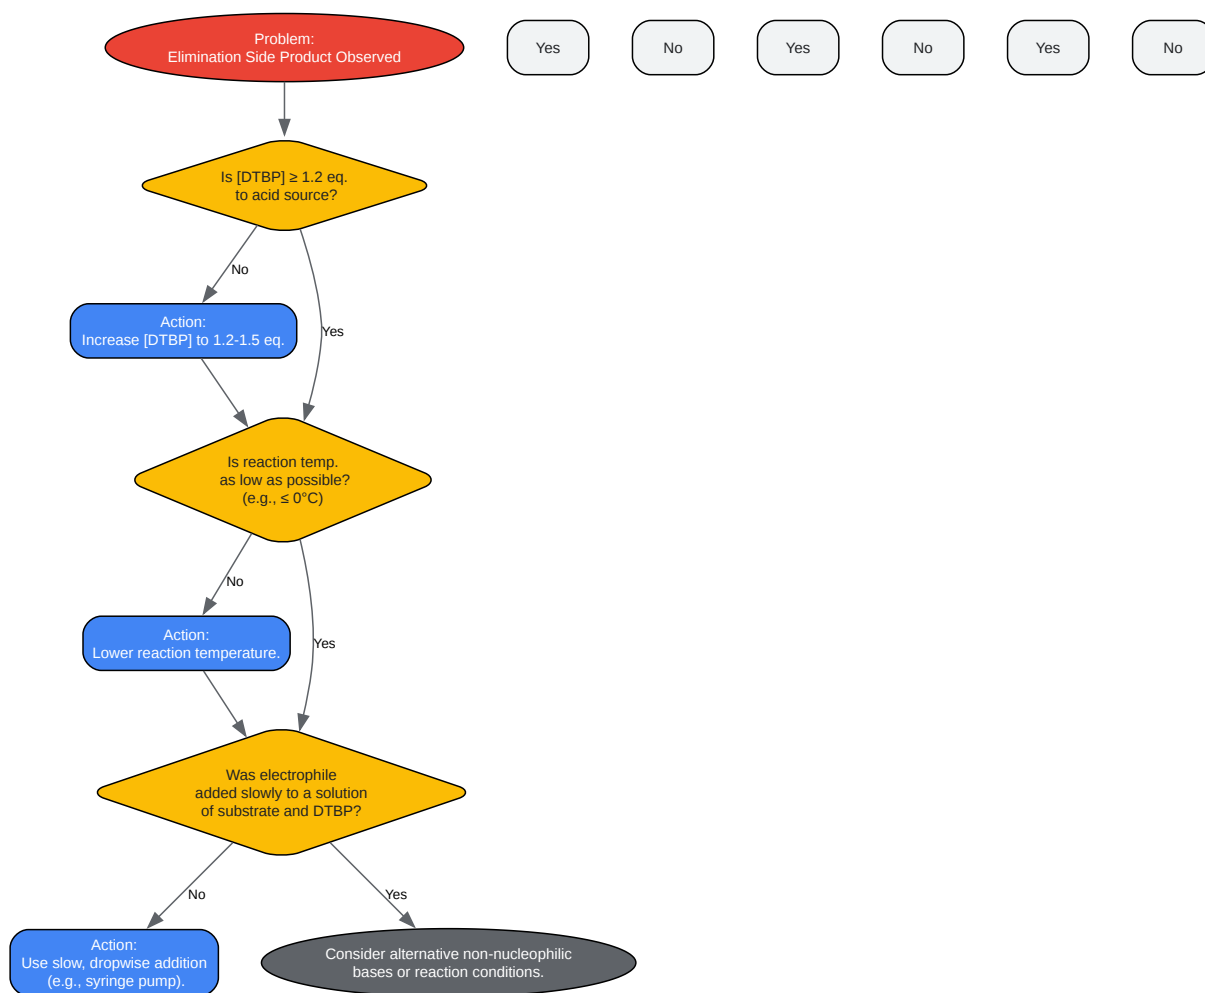 Problem:
Elimination Side Product Observed
Yes
No
Yes
No
Yes
No
Is [DTBP] ≥ 1.2 eq.
to acid source?
No
Yes
Action:
Increase [DTBP] to 1.2-1.5 eq.
Is reaction temp.
as low as possible?
(e.g., ≤ 0°C)
No
Yes
Action:
Lower reaction temperature.
Was electrophile
added slowly to a solution
of substrate and DTBP?
No
Yes
Action:
Use slow, dropwise addition
(e.g., syringe pump).
Consider alternative non-nucleophilic
bases or reaction conditions.